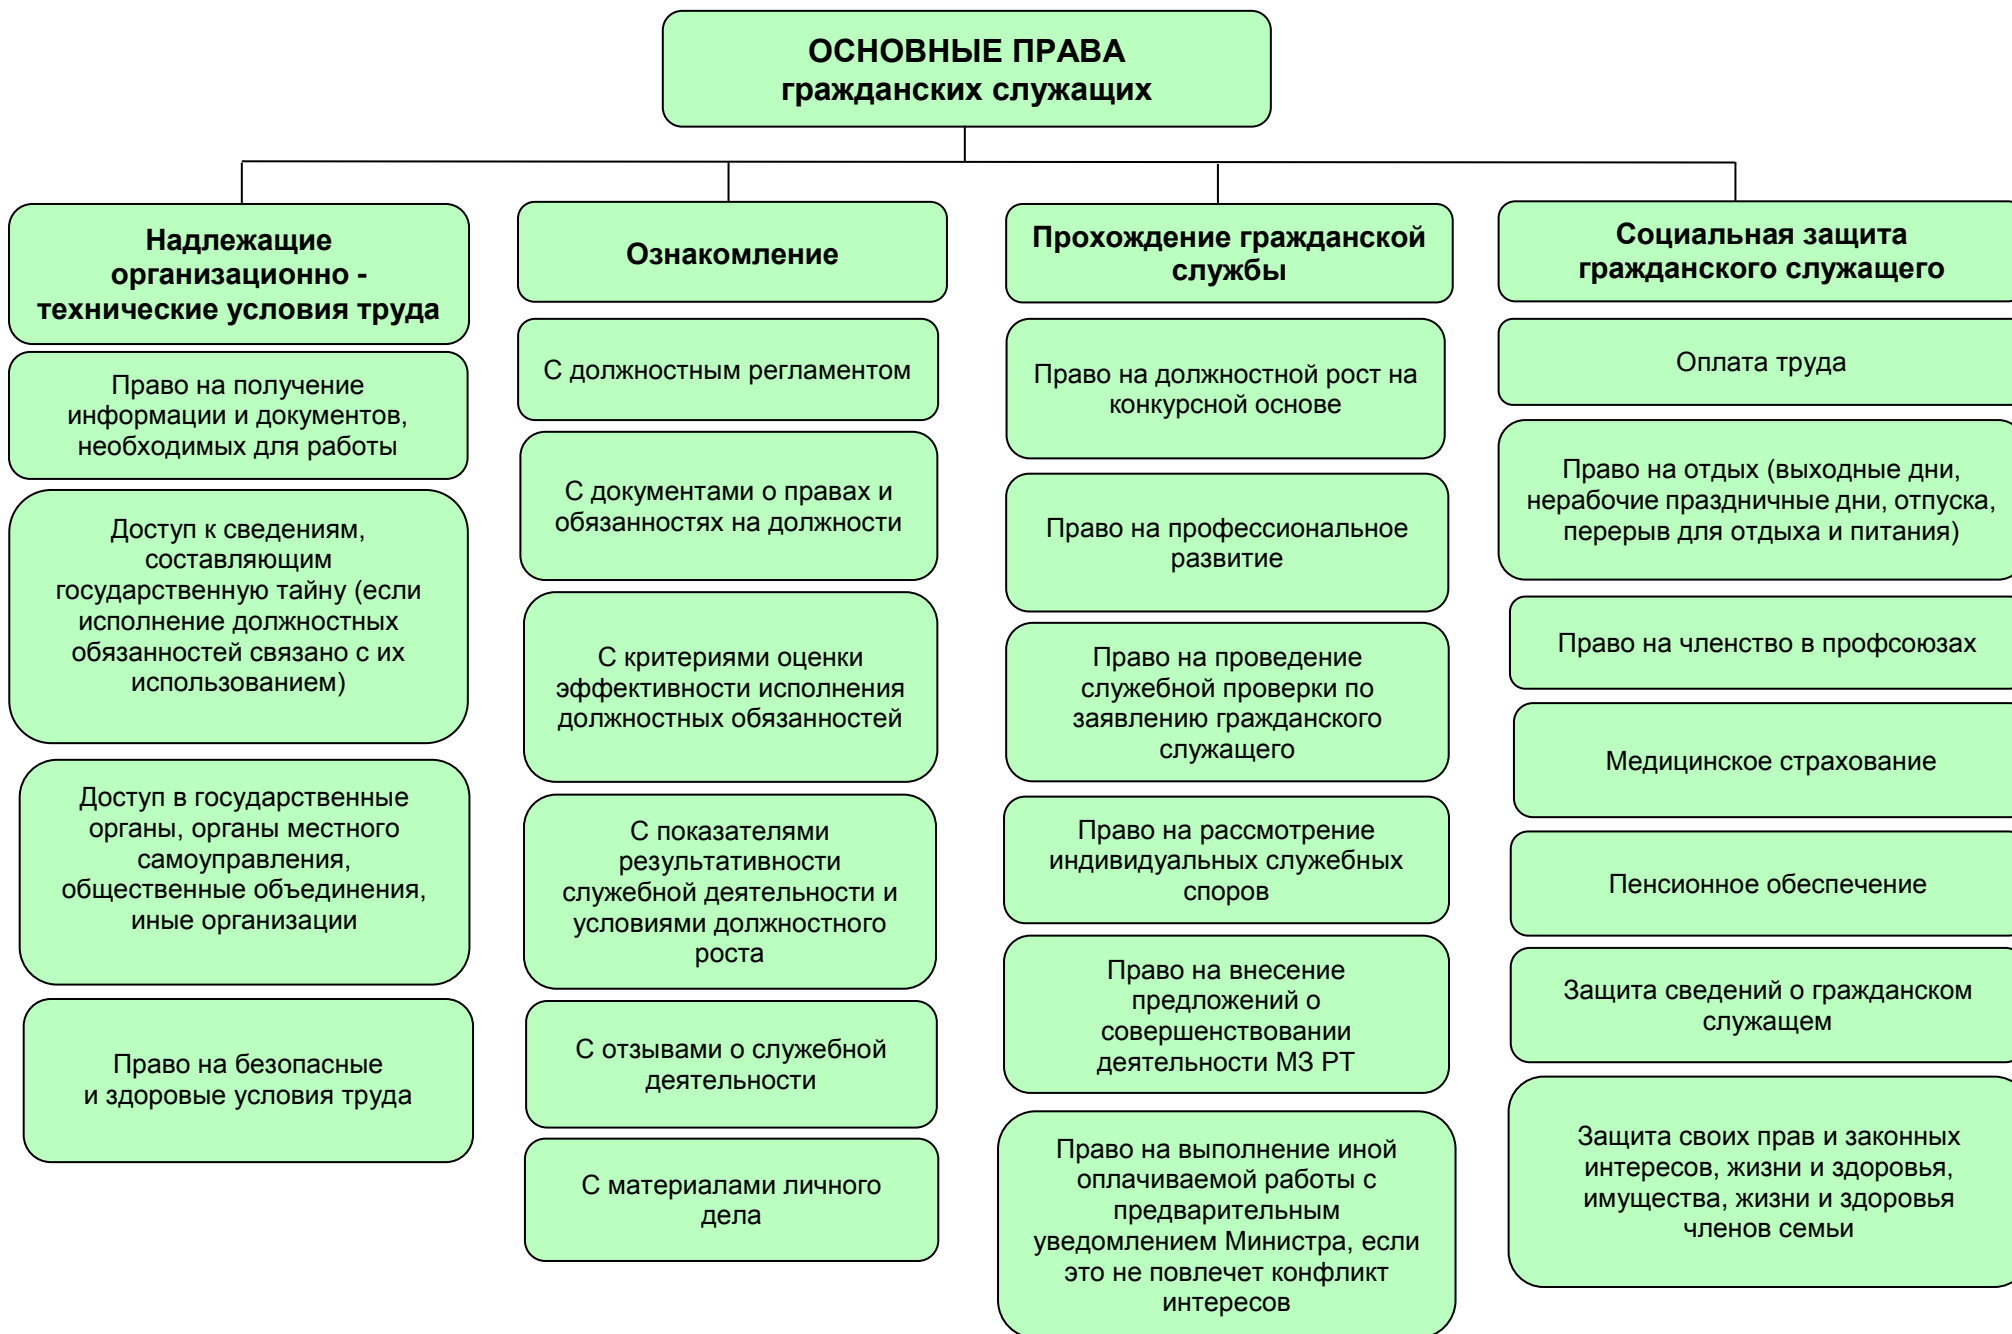 ОСНОВНЫЕ ПРАВА
гражданских служащих
Надлежащие
организационно -
технические условия труда
Право на получение
информации и документов,
необходимых для работы
Доступ к сведениям,
составляющим
государственную тайну (если
исполнение должностных
обязанностей связано с их
использованием)
Доступ в государственные
органы, органы местного
самоуправления,
общественные объединения,
иные организации
Право на безопасные
и здоровые условия труда
Ознакомление
С должностным регламентом
С документами о правах и
обязанностях на должности
С критериями оценки
эффективности исполнения
должностных обязанностей
С показателями
результативности
служебной деятельности и
условиями должностного
роста
С отзывами о служебной
деятельности
С материалами личного
дела
Прохождение гражданской
службы
Право на должностной рост на
конкурсной основе
Право на профессиональное
развитие
Право на проведение
служебной проверки по
заявлению гражданского
служащего
Право на рассмотрение
индивидуальных служебных
споров
Право на внесение
предложений о
совершенствовании
деятельности МЗ РТ
Право на выполнение иной
оплачиваемой работы с
предварительным
уведомлением Министра, если
это не повлечет конфликт
интересов
Социальная защита
гражданского служащего
Оплата труда
Право на отдых (выходные дни,
нерабочие праздничные дни, отпуска,
перерыв для отдыха и питания)
Право на членство в профсоюзах
Медицинское страхование
Пенсионное обеспечение
Защита сведений о гражданском
служащем
Защита своих прав и законных
интересов, жизни и здоровья,
имущества, жизни и здоровья
членов семьи